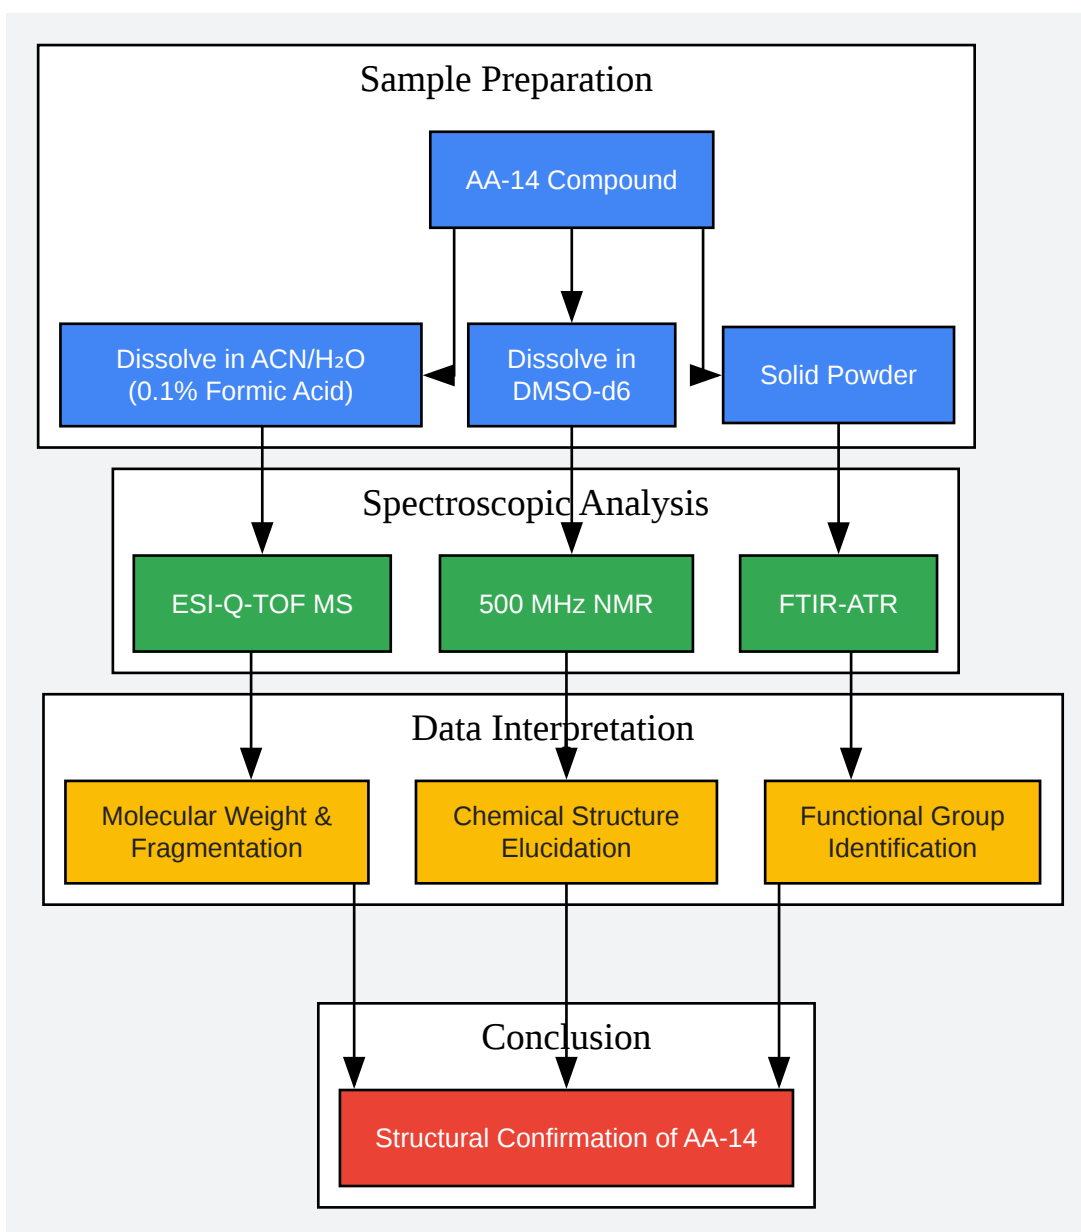 Sample Preparation
AA-14 Compound
Dissolve in ACN/H₂O
(0.1% Formic Acid)
Dissolve in
DMSO-d6
Solid Powder
Spectroscopic Analysis
ESI-Q-TOF MS
500 MHz NMR
FTIR-ATR
Data Interpretation
Molecular Weight &
Fragmentation
Chemical Structure
Elucidation
Functional Group
Identification
Conclusion
Structural Confirmation of AA-14